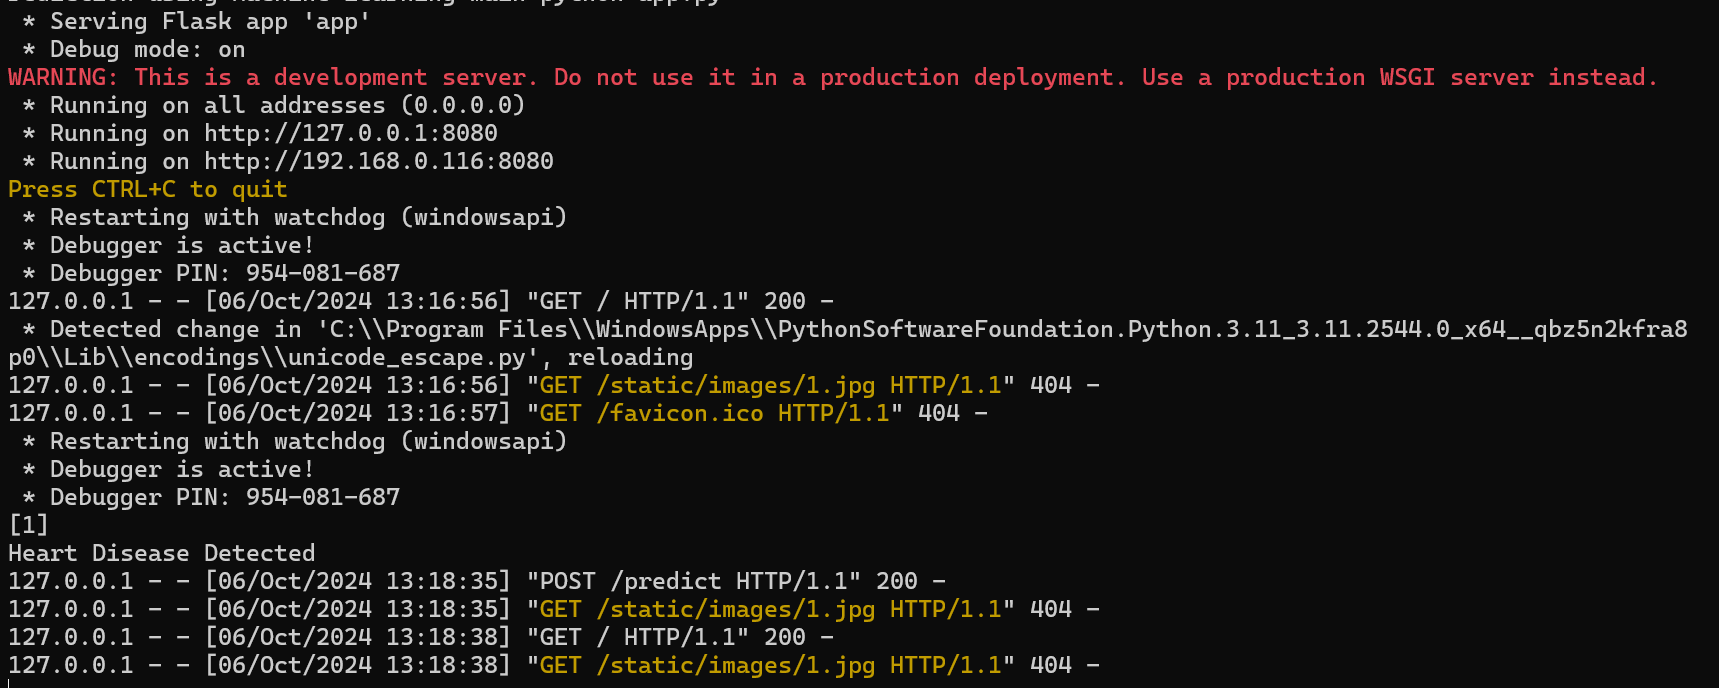 * Serving Flask app 'app'
 * Debug mode: on
WARNING: This is a development server. Do not use it in a production deployment. Use a production WSGI server instead.
 * Running on all addresses (0.0.0.0)
 * Running on http://127.0.0.1:8080
 * Running on http://192.168.0.116:8080
Press CTRL+C to quit
 * Restarting with watchdog (windowsapi)
 * Debugger is active!
 * Debugger PIN: 954-081-687
127.0.0.1 - - [06/Oct/2024 13:16:56] "GET / HTTP/1.1" 200 -
 * Detected change in 'C:\\Program Files\\WindowsApps\\PythonSoftwareFoundation.Python.3.11_3.11.2544.0_x64__qbz5n2kfra8
p0\\Lib\\encodings\\unicode_escape.py', reloading
127.0.0.1 - - [06/Oct/2024 13:16:56] "GET /static/images/1.jpg HTTP/1.1" 404 -
127.0.0.1 - - [06/Oct/2024 13:16:57] "GET /favicon.ico HTTP/1.1" 404 -
 * Restarting with watchdog (windowsapi)
 * Debugger is active!
 * Debugger PIN: 954-081-687
[1]
Heart Disease Detected
127.0.0.1 - - [06/Oct/2024 13:18:35] "POST /predict HTTP/1.1" 200 -
127.0.0.1 - - [06/Oct/2024 13:18:35] "GET /static/images/1.jpg HTTP/1.1" 404 -
127.0.0.1 - - [06/Oct/2024 13:18:38] "GET / HTTP/1.1" 200 -
127.0.0.1 - - [06/Oct/2024 13:18:38] "GET /static/images/1.jpg HTTP/1.1" 404 -